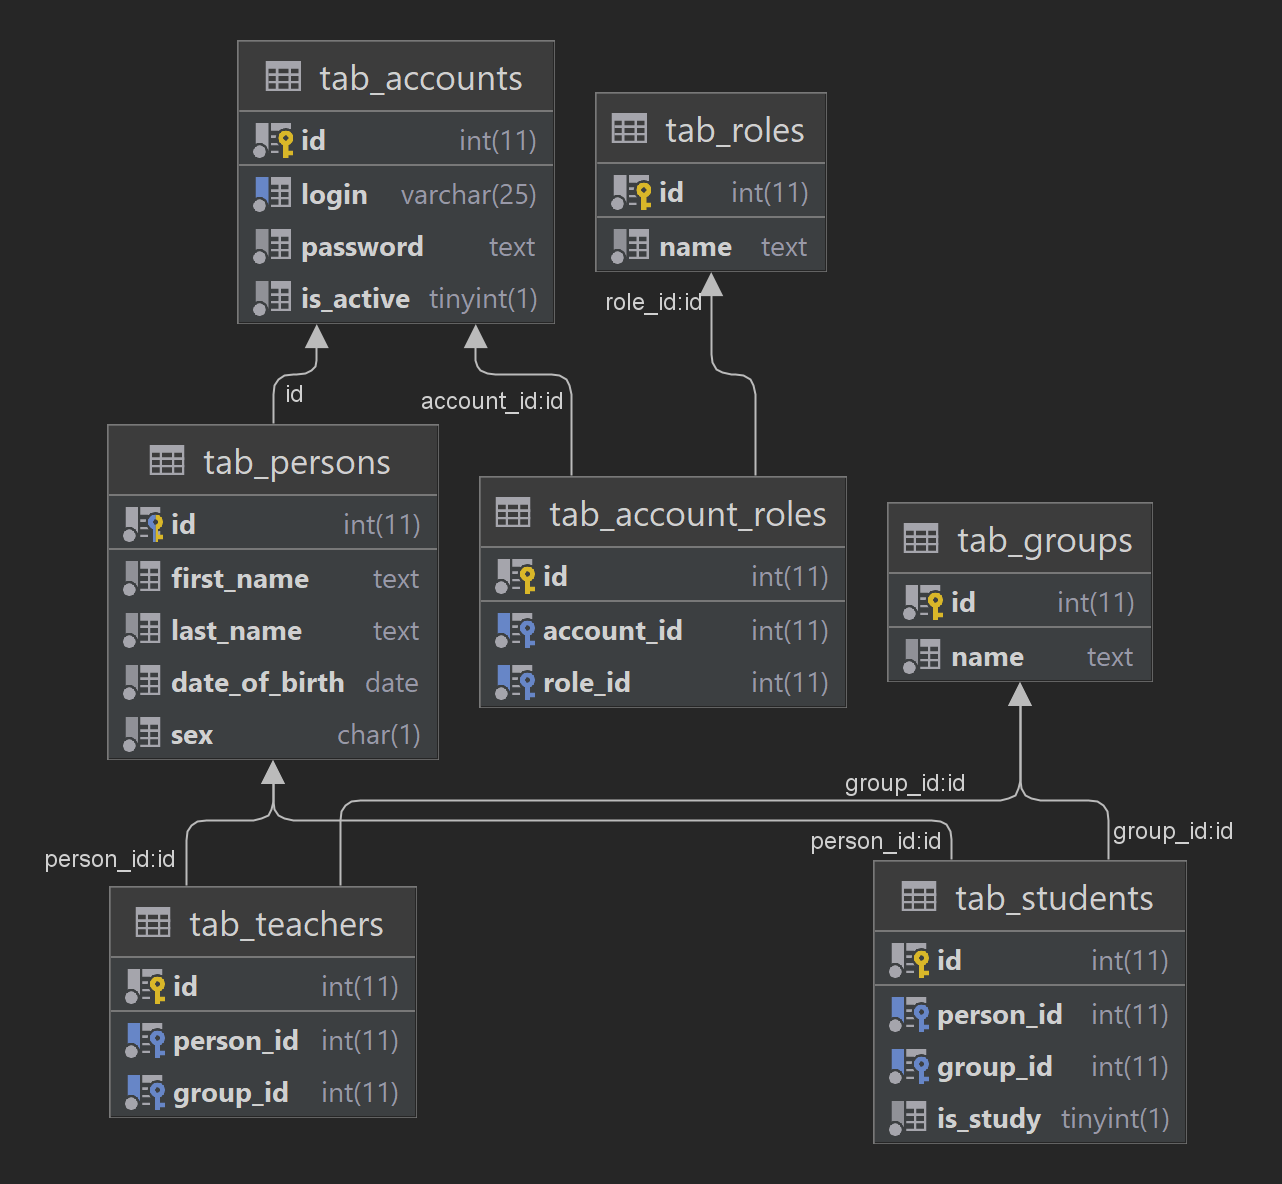 tab_accounts
id int(11)
login varchar(25)
password text
is_active tinyint(1)
tab_roles
id int(11)
name text
role_id:id
id
account_id:id
tab_persons
id int(11)
first_name text
last_name text
date_of_birth date
sex char(1)
tab_account_roles
id int(11)
account_id int(11)
role_id int(11)
tab_groups
id int(11)
name text
group_id:id
person_id:id
person_id:id
group_id:id
tab_teachers
id int(11)
person_id int(11)
group_id int(11)
tab_students
id int(11)
person_id int(11)
group_id int(11)
is_study tinyint(1)